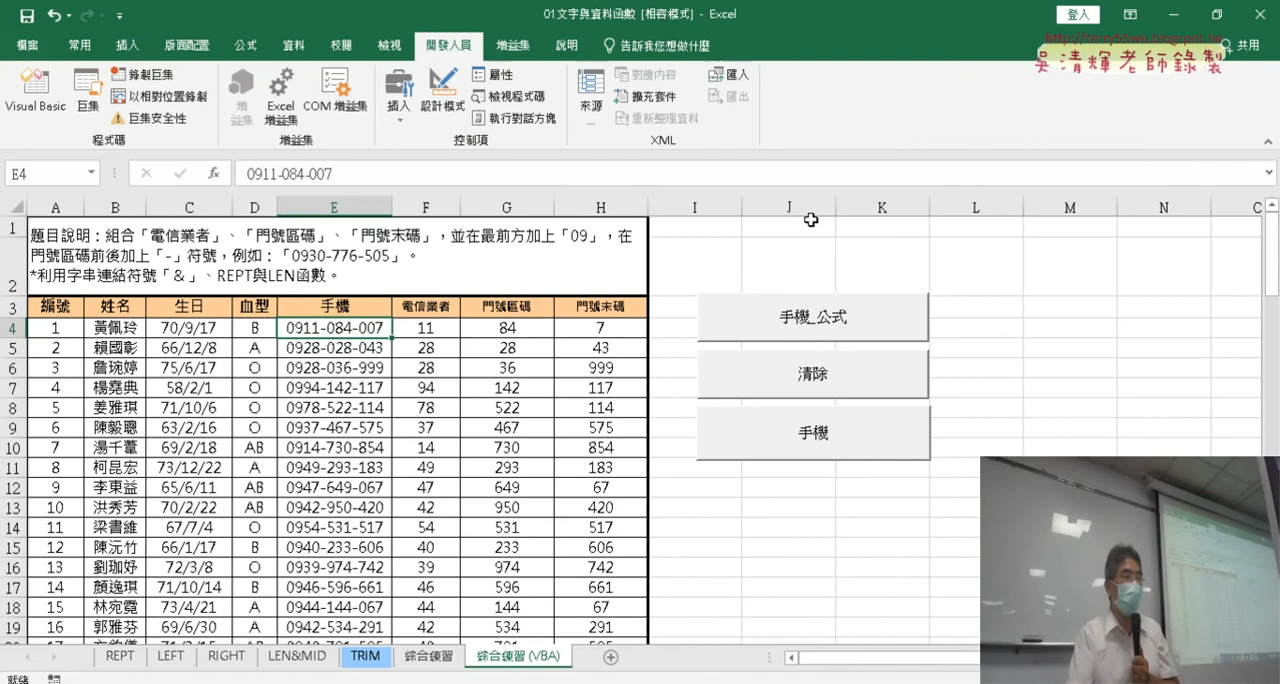 01文字與資料函數 [相容模式] - Excel
登入
檔案 常用 插入 版面配置 公式 資料 校閱 檢視 開發人員 增益集 說明 告訴我您想做什麼 共用
http://terry55wu.blogspot.tw
吳清輝老師錄製
Visual Basic 巨集 錄製巨集 以相對位置錄製 巨集安全性
增益集 Excel 增益集 COM 增益集
插入 設計模式 屬性 檢視程式碼 執行對話方塊
來源 對應內容 擴充套件 重新整理資料 匯入 匯出
程式碼 增益集 控制項 XML
E4 fx 0911-084-007
A B C D E F G H I J K L M N
1 題目說明：組合「電信業者」、「門號區碼」、「門號末碼」，並在最前方加上「09」，在
門號區碼前後加上「-」符號，例如：「0930-776-505」。
2 *利用字串連結符號「&」、REPT與LEN函數。
3 編號 姓名 生日 血型 手機 電信業者 門號區碼 門號末碼
4 1 黃佩玲 70/9/17 B 0911-084-007 11 84 7
5 2 賴國彰 66/12/8 A 0928-028-043 28 28 43
6 3 詹琬婷 75/6/17 O 0928-036-999 28 36 999
7 4 楊堯典 58/2/1 O 0994-142-117 94 142 117
8 5 姜雅琪 71/10/6 O 0978-522-114 78 522 114
9 6 陳毅聰 63/2/16 O 0937-467-575 37 467 575
10 7 湯千葦 69/2/18 AB 0914-730-854 14 730 854
11 8 柯昆宏 73/12/22 A 0949-293-183 49 293 183
12 9 李東益 65/6/11 AB 0947-649-067 47 649 67
13 10 洪秀芳 70/2/22 AB 0942-950-420 42 950 420
14 11 梁書維 67/7/4 O 0954-531-517 54 531 517
15 12 陳沅竹 66/1/17 B 0940-233-606 40 233 606
16 13 劉珈妤 72/3/8 O 0939-974-742 39 974 742
17 14 顏逸琪 71/10/14 B 0946-596-661 46 596 661
18 15 林宛霓 73/4/21 A 0944-144-067 44 144 67
19 16 郭雅芬 69/6/30 A 0942-534-291 42 534 291
手機_公式
清除
手機
REPT LEFT RIGHT LEN&MID TRIM 綜合練習 綜合練習 (VBA)
就緒